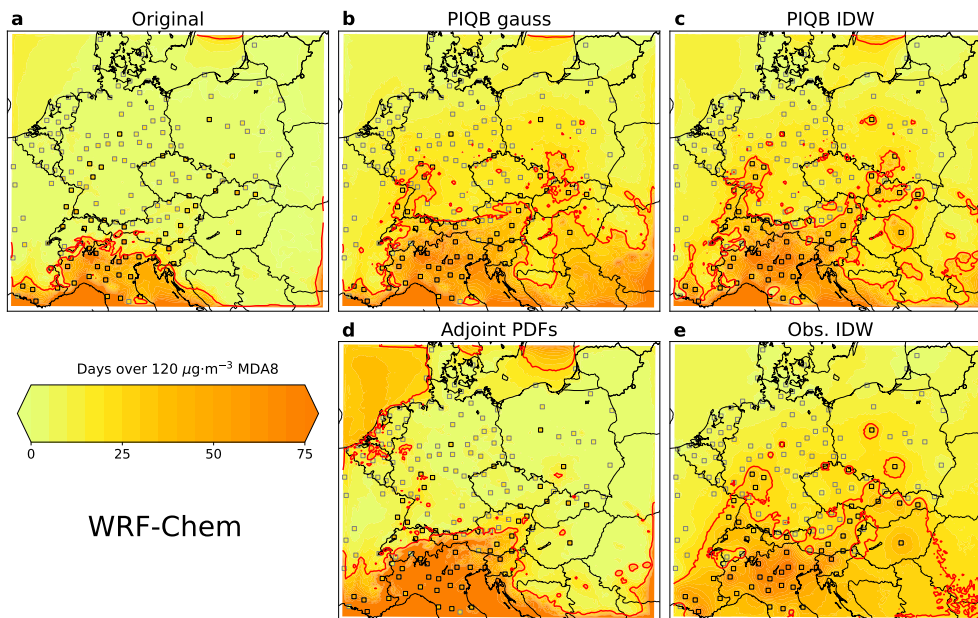 a Original
b PIQB gauss
c PIQB IDW
d Adjoint PDFs
e Obs. IDW
Days over 120 μg·m⁻³ MDA8
0 25 50 75
WRF-Chem